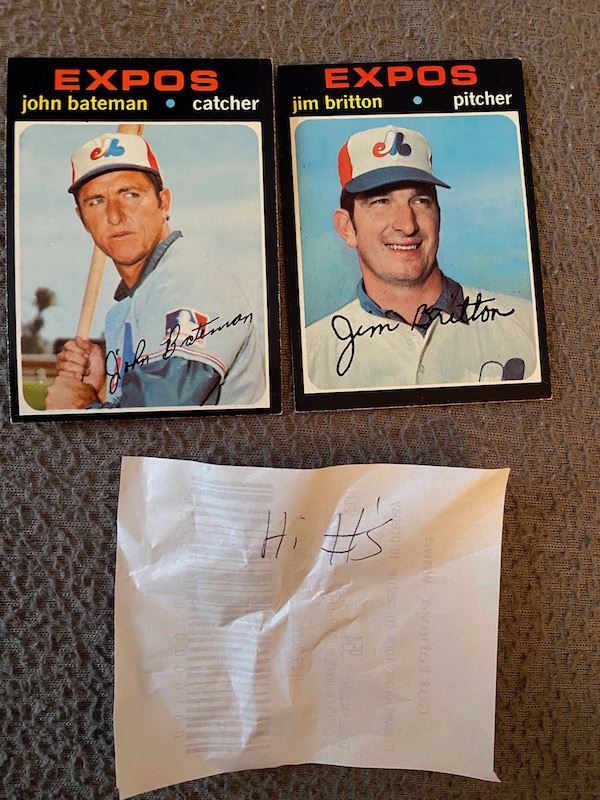 EXPOS
john bateman • catcher
John Bateman
EXPOS
jim britton • pitcher
Jim Britton
Hi #'s